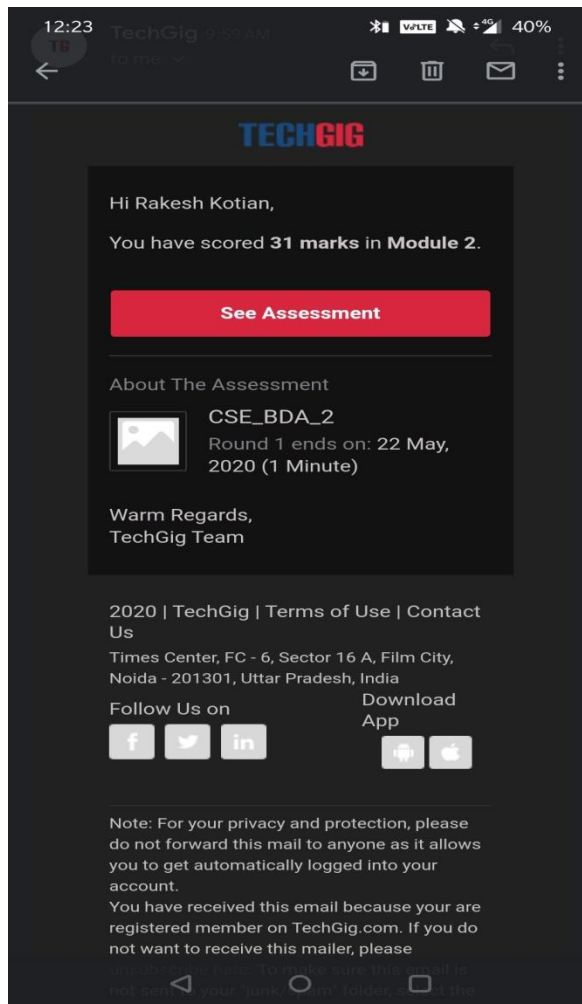 12:23
VoLTE
4G
40%
TechGig 9:59 AM
TG
to me
TECHGIG
Hi Rakesh Kotian,
You have scored 31 marks in Module 2.
See Assessment
About The Assessment
CSE_BDA_2
Round 1 ends on: 22 May,
2020 (1 Minute)
Warm Regards,
TechGig Team
2020 | TechGig | Terms of Use | Contact
Us
Times Center, FC - 6, Sector 16 A, Film City,
Noida - 201301, Uttar Pradesh, India
Follow Us on
Download
App
f
in
Note: For your privacy and protection, please
do not forward this mail to anyone as it allows
you to get automatically logged into your
account.
You have received this email because your are
registered member on TechGig.com. If you do
not want to receive this mailer, please
unsubscribe here. To make sure this email is
not sent to your "junk/spam" folder, select the